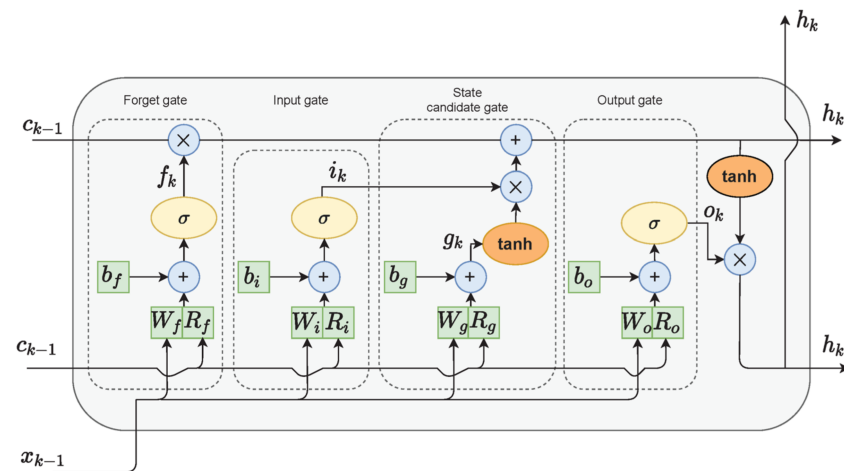 h_k
Forget gate
Input gate
State
candidate gate
Output gate
c_{k-1}
h_k
×
+
f_k
i_k
×
tanh
σ
σ
g_k
tanh
σ
o_k
×
b_f
+
b_i
+
b_g
+
b_o
+
W_f R_f
W_i R_i
W_g R_g
W_o R_o
c_{k-1}
h_k
x_{k-1}